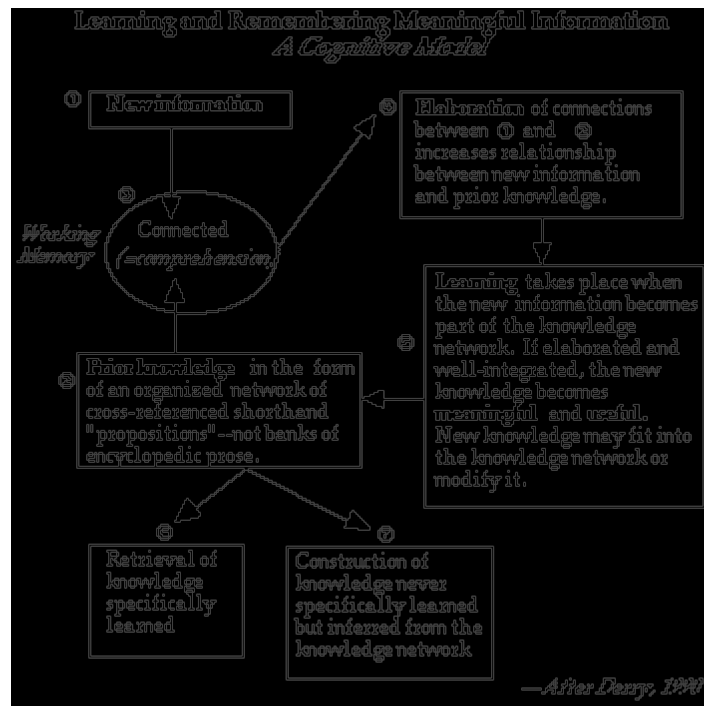 Learning and Remembering Meaningful Information
A Cognitive Model
① New information
③
Working
Memory
Connected
(=comprehension)
④ Elaboration of connections
between ① and ②
increases relationship
between new information
and prior knowledge.
⑤
Learning takes place when
the new information becomes
part of the knowledge
network. If elaborated and
well-integrated, the new
knowledge becomes
meaningful and useful.
New knowledge may fit into
the knowledge network or
modify it.
②
Prior knowledge in the form
of an organized network of
cross-referenced shorthand
"propositions"--not banks of
encyclopedic prose.
⑥
Retrieval of
knowledge
specifically
learned
⑦
Construction of
knowledge never
specifically learned
but inferred from the
knowledge network
—After Derry, 1990